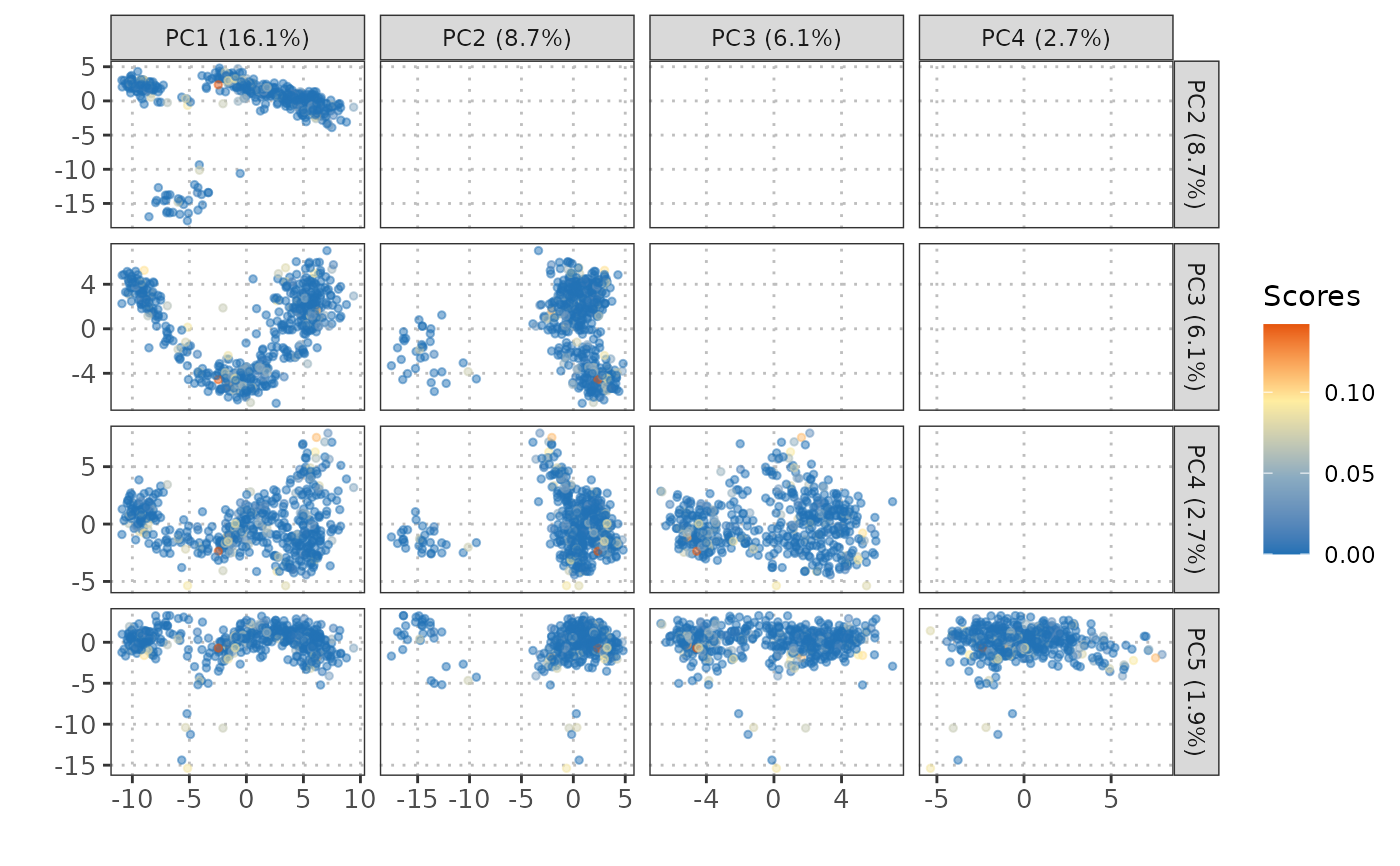 PC1 (16.1%) PC2 (8.7%) PC3 (6.1%) PC4 (2.7%)
5
0
-5
-10
-15
PC2 (8.7%)
4
0
-4
PC3 (6.1%)
5
0
-5
PC4 (2.7%)
0
-5
-10
-15
PC5 (1.9%)
-10 -5 0 5 10 -15 -10 -5 0 5 -4 0 4 -5 0 5
Scores
0.10
0.05
0.00